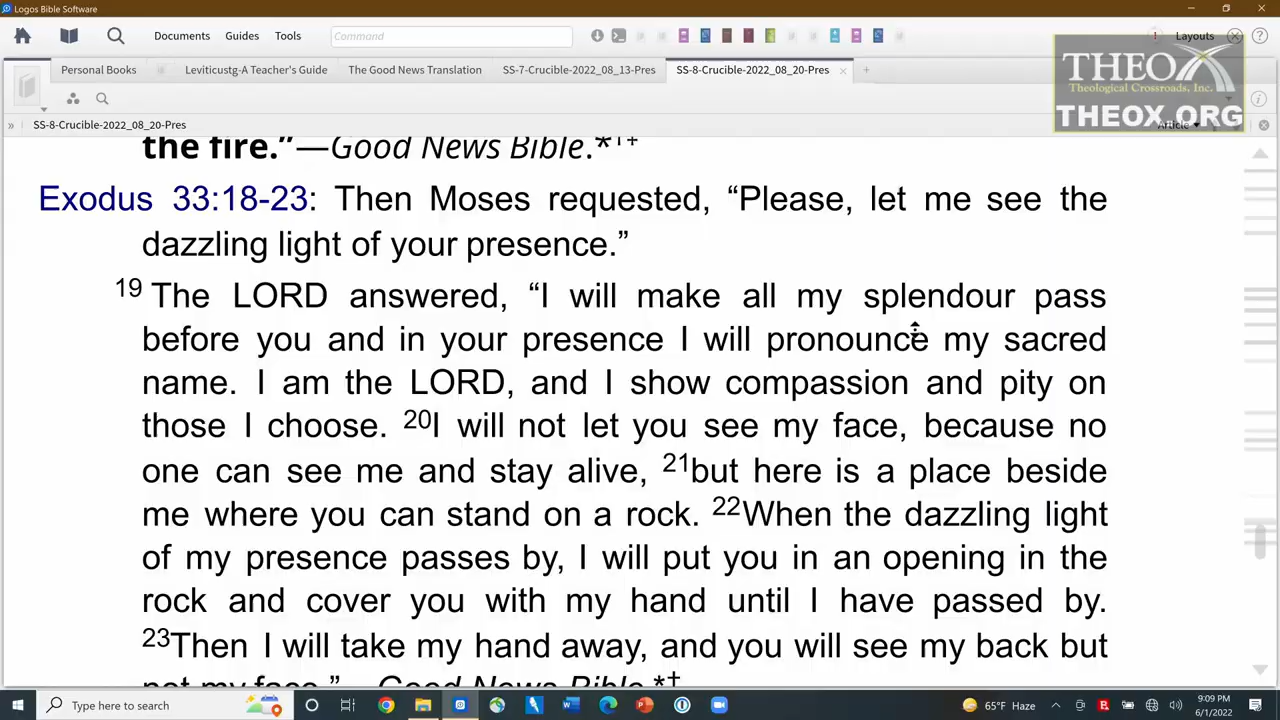 Logos Bible Software
Documents Guides Tools Command Layouts
Personal Books Leviticustg-A Teacher's Guide The Good News Translation SS-7-Crucible-2022_08_13-Pres SS-8-Crucible-2022_08_20-Pres
THEOX
Theological Crossroads, Inc.
THEOX.ORG
SS-8-Crucible-2022_08_20-Pres Article
the fire.”—Good News Bible.*†‡
Exodus 33:18-23: Then Moses requested, “Please, let me see the
dazzling light of your presence.”
19 The LORD answered, “I will make all my splendour pass
before you and in your presence I will pronounce my sacred
name. I am the LORD, and I show compassion and pity on
those I choose. 20I will not let you see my face, because no
one can see me and stay alive, 21but here is a place beside
me where you can stand on a rock. 22When the dazzling light
of my presence passes by, I will put you in an opening in the
rock and cover you with my hand until I have passed by.
23Then I will take my hand away, and you will see my back but
not my face.”—Good News Bible.*†
Type here to search 65°F Haze 9:09 PM
6/1/2022